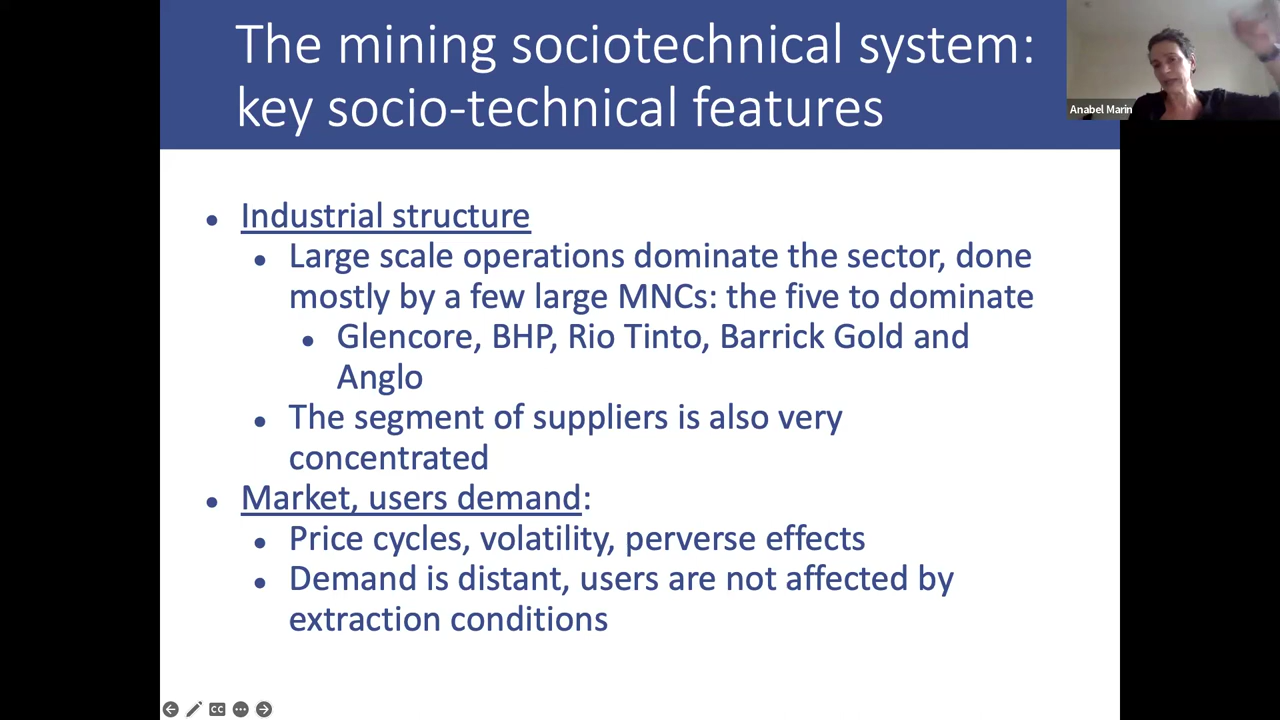 The mining sociotechnical system:
key socio-technical features
Anabel Marin
• Industrial structure
• Large scale operations dominate the sector, done
mostly by a few large MNCs: the five to dominate
• Glencore, BHP, Rio Tinto, Barrick Gold and
Anglo
• The segment of suppliers is also very
concentrated
• Market, users demand:
• Price cycles, volatility, perverse effects
• Demand is distant, users are not affected by
extraction conditions
CC